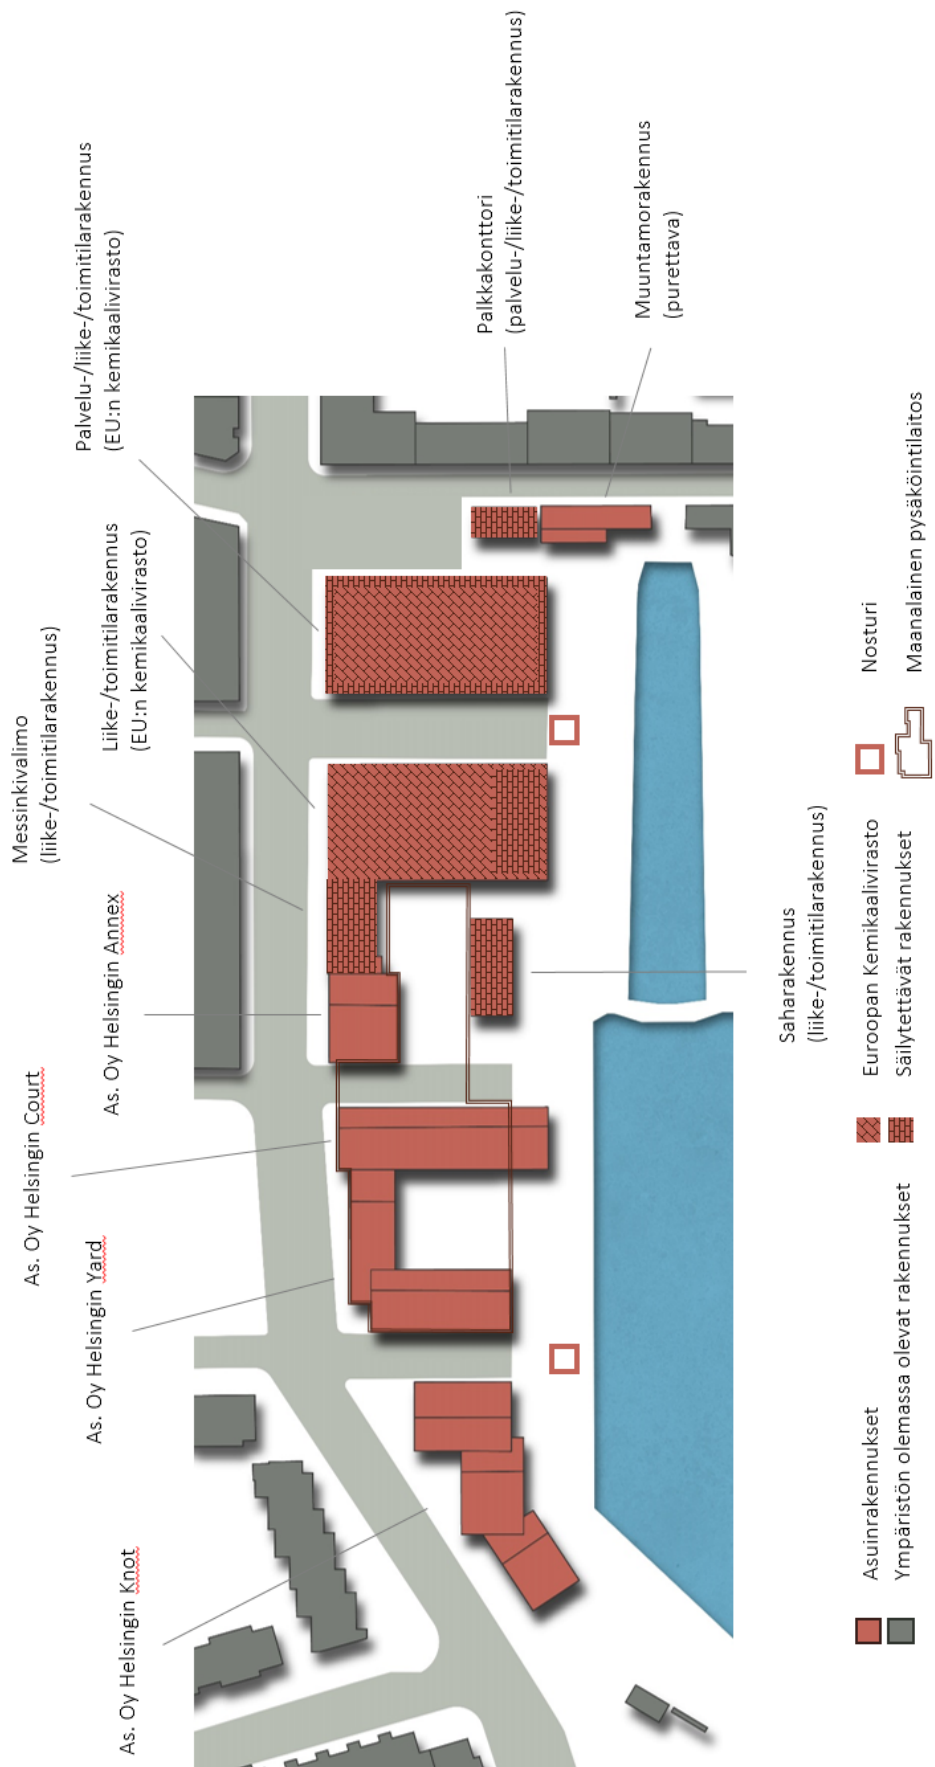 As. Oy Helsingin Knot
As. Oy Helsingin Yard
As. Oy Helsingin Court
As. Oy Helsingin Annex
Messinkivalimo
(liike-/toimitilarakennus)
Liike-/toimitilarakennus
(EU:n kemikaalivirasto)
Palvelu-/liike-/toimitilarakennus
(EU:n kemikaalivirasto)
Palkkakonttori
(palvelu-/liike-/toimitilarakennus)
Muuntamorakennus
(purettava)
Saharakennus
(liike-/toimitilarakennus)
Asuinrakennukset
Ympäristön olemassa olevat rakennukset
Euroopan Kemikaalivirasto
Säilytettävät rakennukset
Nosturi
Maanalainen pysäköintilaitos